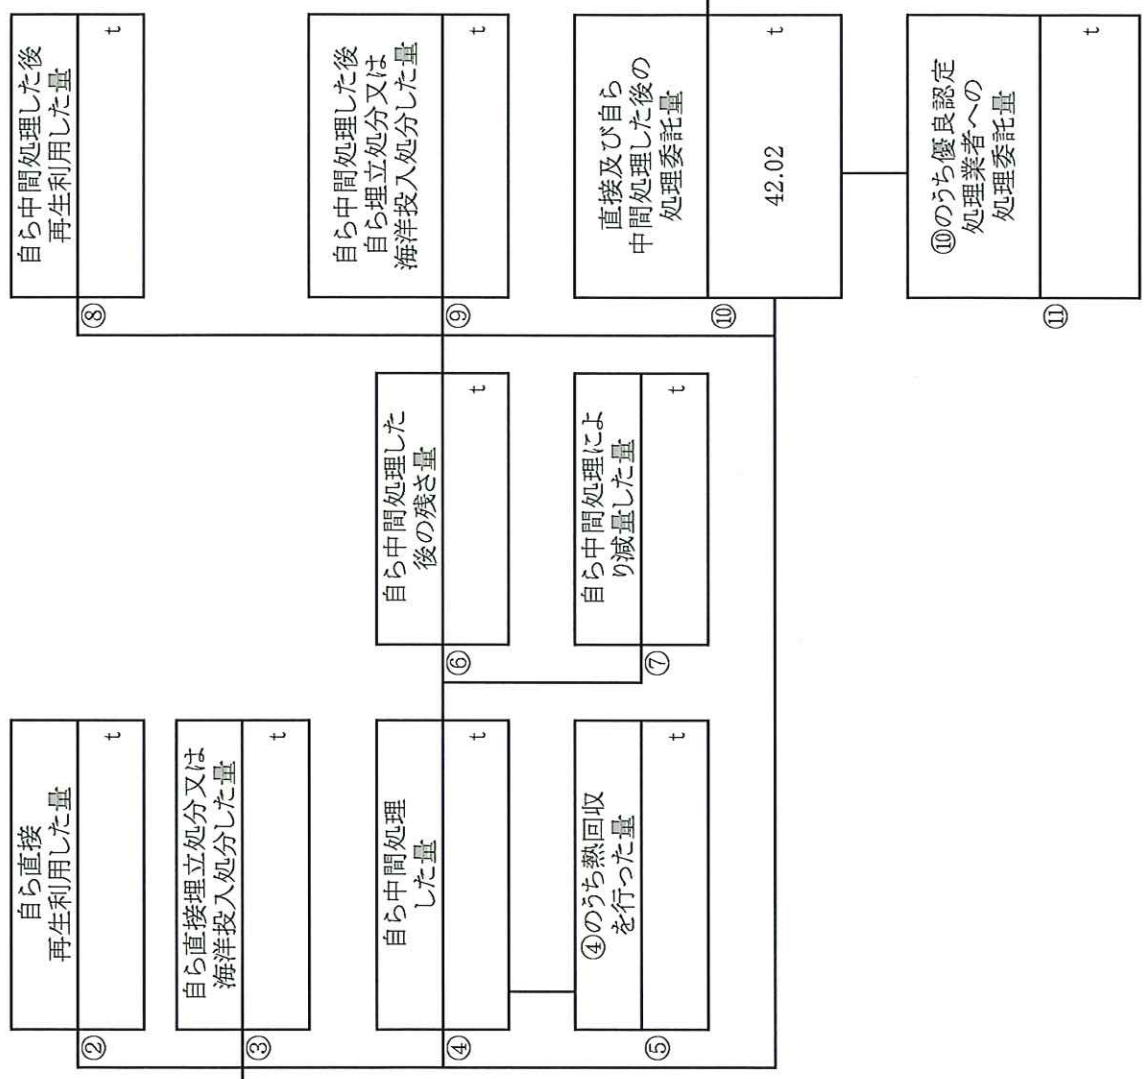 ②
自ら直接
再生利用した量
t
③
自ら直接埋立処分又は
海洋投入処分した量
t
④
自ら中間処理
した量
t
⑤
④のうち熱回収
を行った量
t
⑥
自ら中間処理した
後の残さ量
t
⑦
自ら中間処理によ
り減量した量
t
⑧
自ら中間処理した後
再生利用した量
t
⑨
自ら中間処理した後
自ら埋立処分又は
海洋投入処分した量
t
⑩
直接及び自ら
中間処理した後の
処理委託量
42.02
t
⑪
⑩のうち優良認定
処理業者への
処理委託量
t